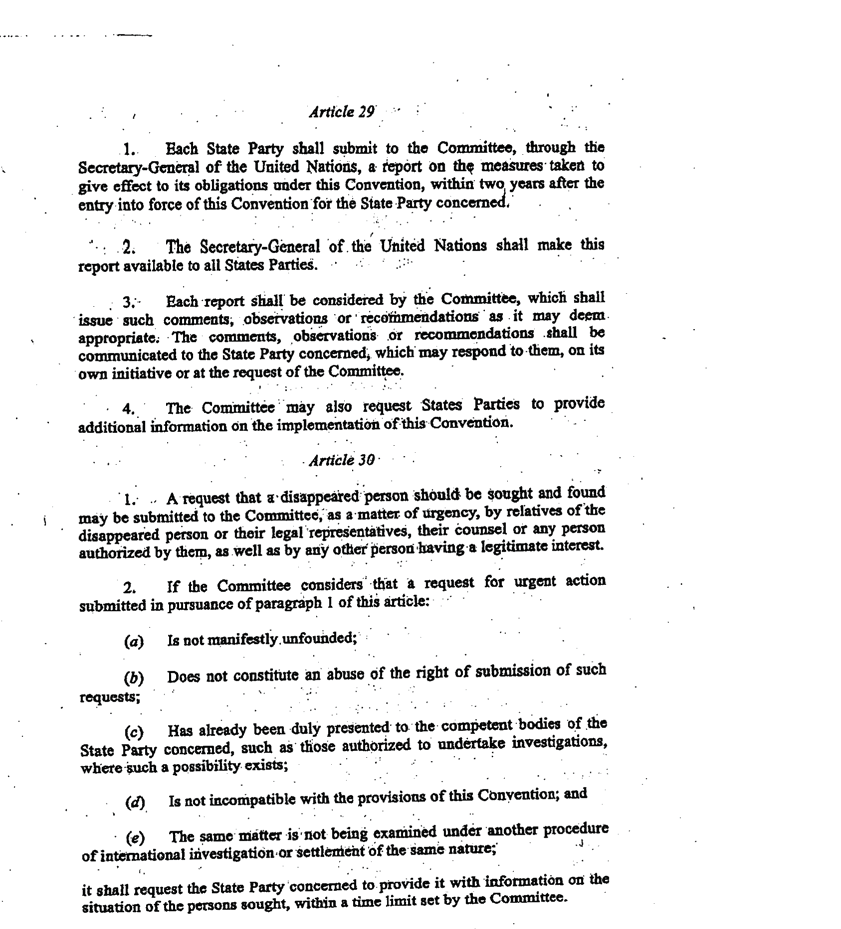 Article 29
1. Each State Party shall submit to the Committee, through the
Secretary-General of the United Nations, a report on the measures taken to
give effect to its obligations under this Convention, within two years after the
entry into force of this Convention for the State Party concerned.
2. The Secretary-General of the United Nations shall make this
report available to all States Parties.
3. Each report shall be considered by the Committee, which shall
issue such comments, observations or recommendations as it may deem
appropriate. The comments, observations or recommendations shall be
communicated to the State Party concerned, which may respond to them, on its
own initiative or at the request of the Committee.
4. The Committee may also request States Parties to provide
additional information on the implementation of this Convention.
Article 30
1. A request that a disappeared person should be sought and found
may be submitted to the Committee, as a matter of urgency, by relatives of the
disappeared person or their legal representatives, their counsel or any person
authorized by them, as well as by any other person having a legitimate interest.
2. If the Committee considers that a request for urgent action
submitted in pursuance of paragraph 1 of this article:
(a) Is not manifestly unfounded;
(b) Does not constitute an abuse of the right of submission of such
requests;
(c) Has already been duly presented to the competent bodies of the
State Party concerned, such as those authorized to undertake investigations,
where such a possibility exists;
(d) Is not incompatible with the provisions of this Convention; and
(e) The same matter is not being examined under another procedure
of international investigation or settlement of the same nature;
it shall request the State Party concerned to provide it with information on the
situation of the persons sought, within a time limit set by the Committee.